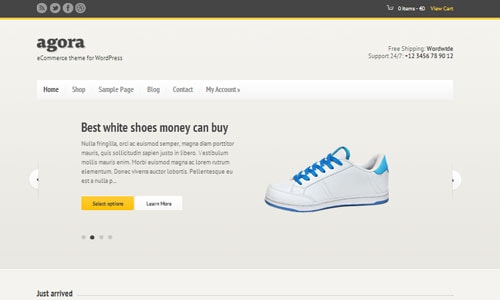 0 items - €0 View Cart
agora
eCommerce theme for WordPress
Free Shipping: Wordwide
Support 24/7: +12 3456 78 90 12
Home Shop Sample Page Blog Contact My Account »
Best white shoes money can buy
Nulla fringilla, orci ac euismod semper, magna diam porttitor
mauris, quis sollicitudin sapien justo in libero. Vestibulum
mollis mauris enim. Morbi euismod magna ac lorem rutrum
elementum. Donec viverra auctor lobortis. Pellentesque eu
est a nulla p...
Select options Learn More
Just arrived